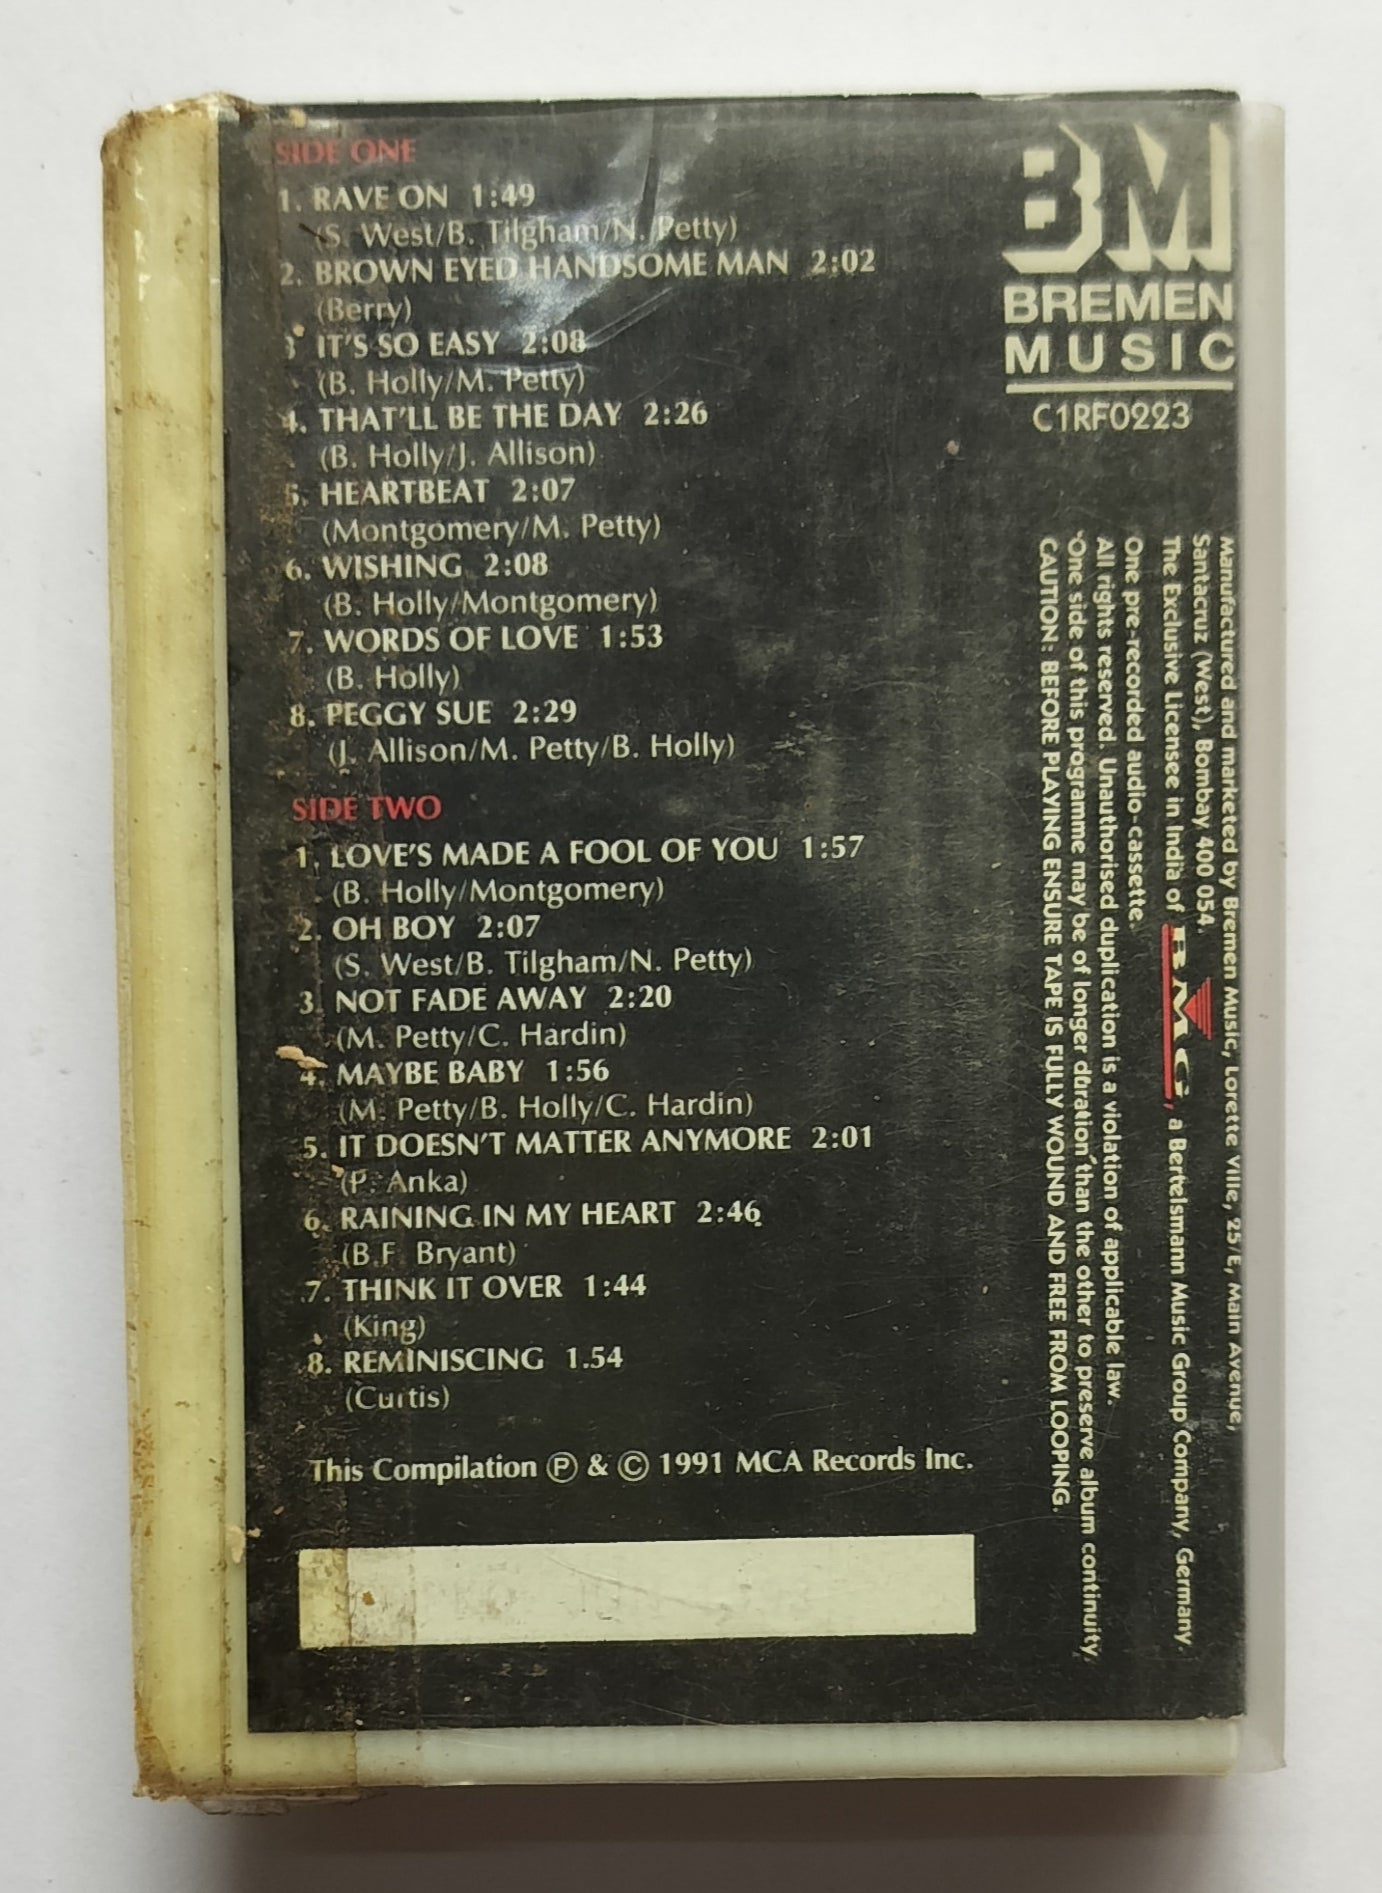 SIDE ONE
1. RAVE ON 1:49
(S. West/B. Tilgham/N. Petty)
2. BROWN EYED HANDSOME MAN 2:02
(Berry)
3 IT'S SO EASY 2:08
(B. Holly/M. Petty)
4. THAT'LL BE THE DAY 2:26
(B. Holly/J. Allison)
5. HEARTBEAT 2:07
(Montgomery/M. Petty)
6. WISHING 2:08
(B. Holly/Montgomery)
7. WORDS OF LOVE 1:53
(B. Holly)
8. PEGGY SUE 2:29
(J. Allison/M. Petty/B. Holly)
SIDE TWO
1. LOVE'S MADE A FOOL OF YOU 1:57
(B. Holly/Montgomery)
2. OH BOY 2:07
(S. West/B. Tilgham/N. Petty)
3. NOT FADE AWAY 2:20
(M. Petty/C. Hardin)
4. MAYBE BABY 1:56
(M. Petty/B. Holly/C. Hardin)
5. IT DOESN'T MATTER ANYMORE 2:01
(P. Anka)
6. RAINING IN MY HEART 2:46
(B.F. Bryant)
7. THINK IT OVER 1:44
(King)
8. REMINISCING 1.54
(Curtis)
This Compilation Ⓟ & © 1991 MCA Records Inc.
BM
BREMEN
MUSIC
C1RF0223
Manufactured and marketed by Bremen Music, Lorette Ville, 25/E, Main Avenue,
Santacruz (West), Bombay 400 054.
The Exclusive Licensee in India of BMG, a Bertelsmann Music Group Company, Germany.
One pre-recorded audio-cassette.
All rights reserved. Unauthorised duplication is a violation of applicable law.
'One side of this programme may be of longer duration than the other to preserve album continuity.
CAUTION: BEFORE PLAYING ENSURE TAPE IS FULLY WOUND AND FREE FROM LOOPING.